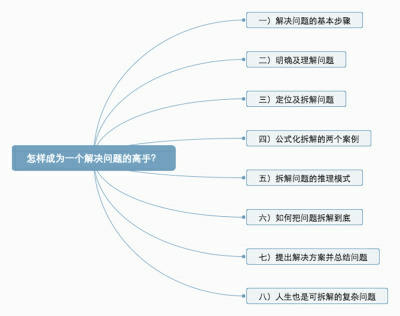 怎样成为一个解决问题的高手？
一）解决问题的基本步骤
二）明确及理解问题
三）定位及拆解问题
四）公式化拆解的两个案例
五）拆解问题的推理模式
六）如何把问题拆解到底
七）提出解决方案并总结问题
八）人生也是可拆解的复杂问题